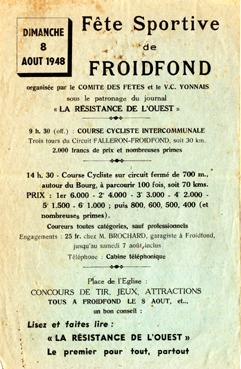 DIMANCHE
8
AOUT 1948
Fête Sportive
de
FROIDFOND
organisée par le COMITE DES FETES et le V.C. YONNAIS
sous le patronage du journal
« LA RÉSISTANCE DE L'OUEST »
9 h. 30 (off.) : COURSE CYCLISTE INTERCOMMUNALE
Trois tours du Circuit FALLERON-FROIDFOND, soit 30 km.
2.000 francs de prix et nombreuses primes
14 h. 30 - Course Cycliste sur circuit fermé de 700 m.,
autour du Bourg, à parcourir 100 fois, soit 70 kms.
PRIX : 1er 6.000 - 2e 4.000 - 3e 3.000 - 4e 2.000 -
5e 1.500 - 6e 1.000 ; puis 800, 600, 500, 400 (et
nombreuses primes).
Coureurs toutes catégories, sauf professionnels
Engagements : 25 fr. chez M. BROCHARD, garagiste à Froidfond,
jusqu'au samedi 7 août inclus
Téléphone : Cabine téléphonique
Place de l'Eglise :
CONCOURS DE TIR, JEUX, ATTRACTIONS
TOUS A FROIDFOND LE 8 AOUT, et...
un bon conseil :
Lisez et faites lire :
« LA RÉSISTANCE DE L'OUEST »
Le premier pour tout, partout